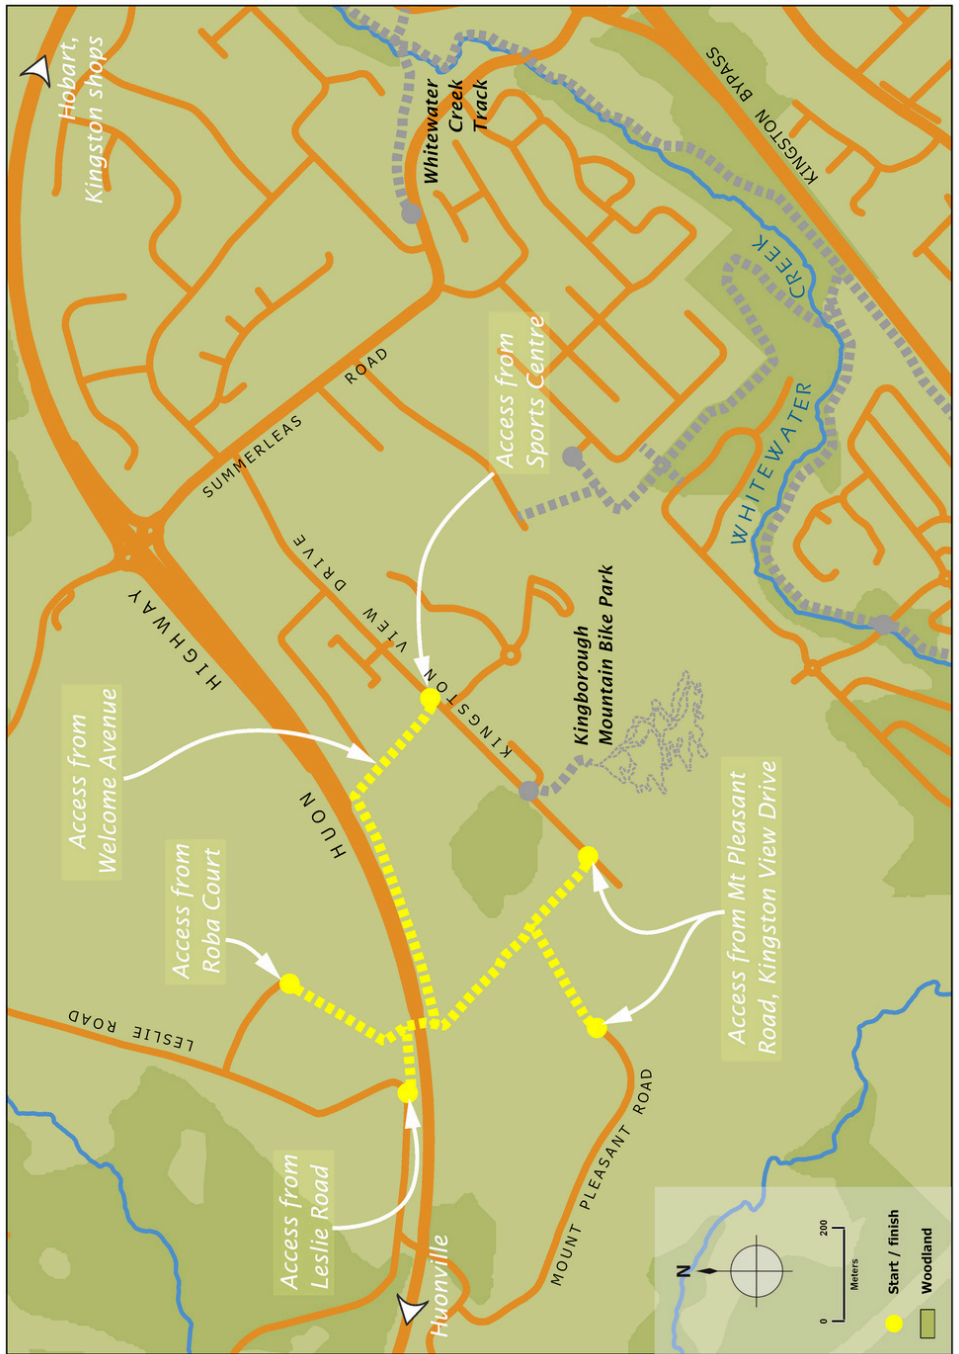 Hobart,
Kingston shops
Whitewater
Creek
Track
KINGSTON BYPASS
WHITEWATER CREEK
SUMMERLEAS ROAD
Access from
Sports Centre
KINGSTON VIEW DRIVE
Kingborough
Mountain Bike Park
HUON HIGHWAY
Access from
Welcome Avenue
Access from
Roba Court
LESLIE ROAD
Access from
Leslie Road
Huonville
MOUNT PLEASANT ROAD
Access from Mt Pleasant
Road, Kingston View Drive
N
0 200
Meters
Start / finish
Woodland